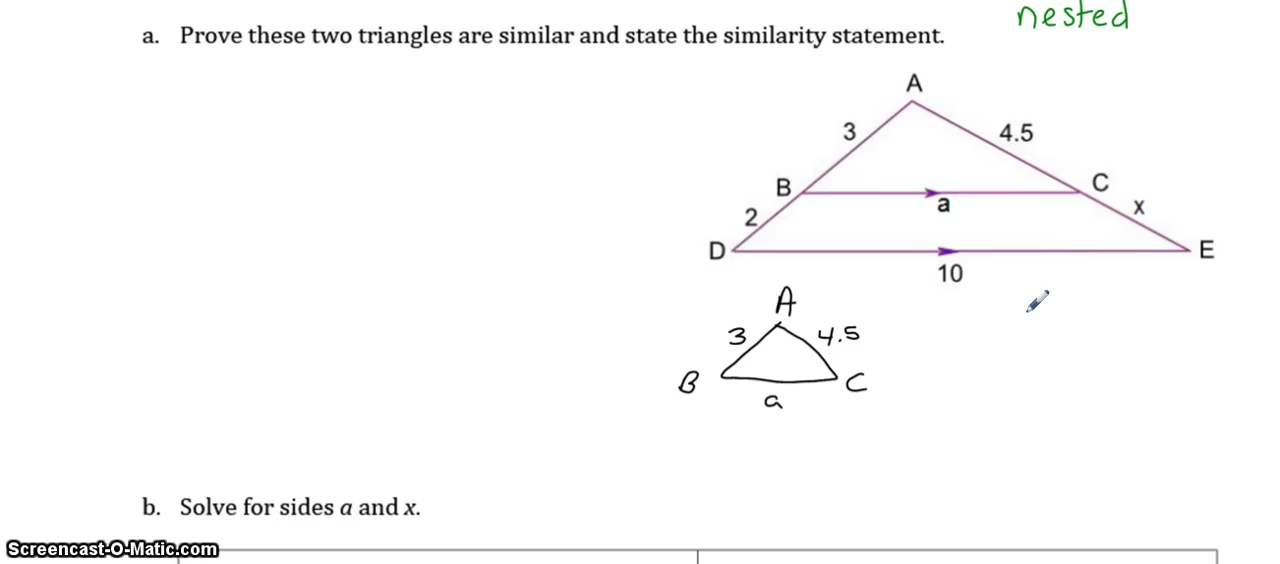 nested
a. Prove these two triangles are similar and state the similarity statement.
A
3
4.5
B
C
a
x
2
D
E
10
A
3
4.5
B
C
a
b. Solve for sides a and x.
Screencast-O-Matic.com